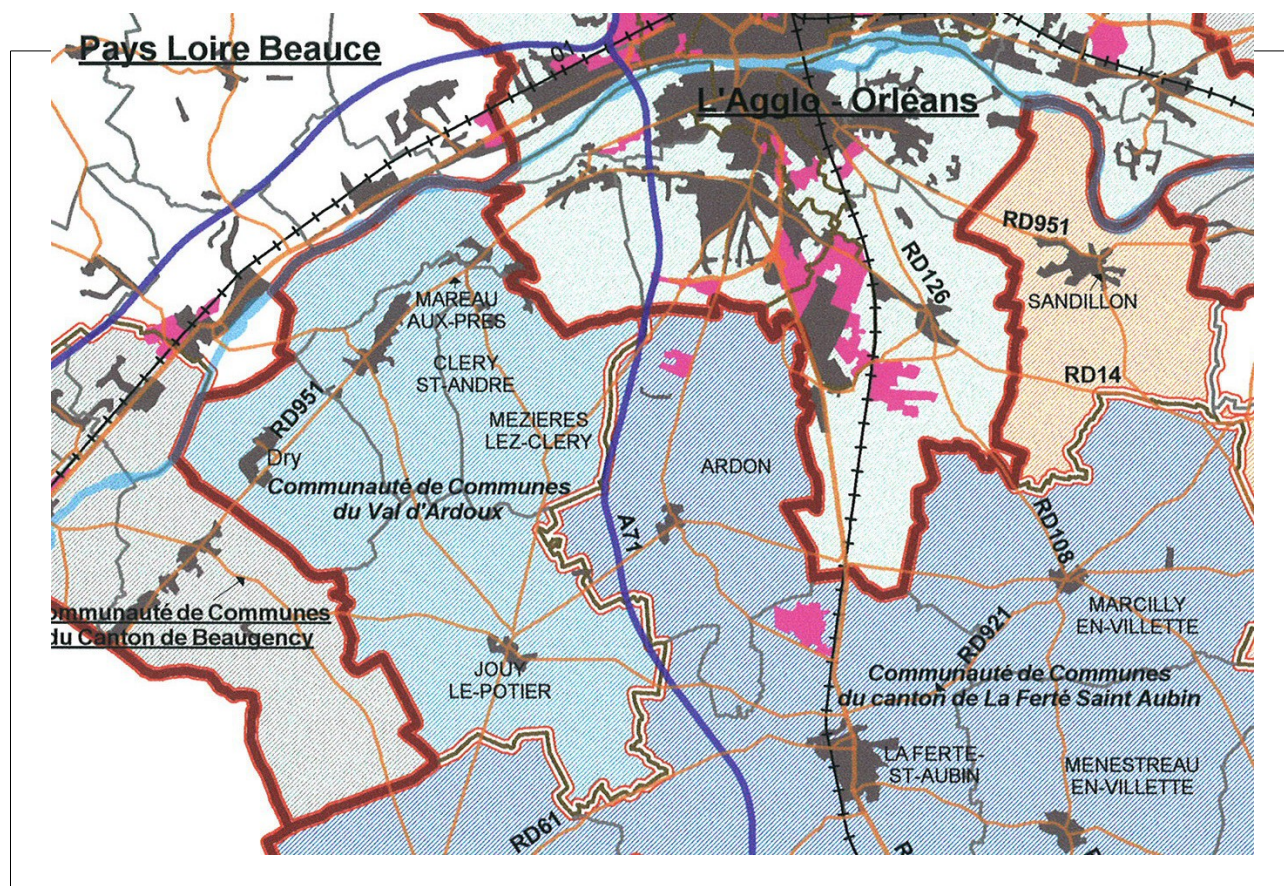 Pays Loire Beauce
L'Agglo - Orléans
RD951
SANDILLON
RD126
MAREAU
AUX-PRES
CLERY
ST-ANDRE
RD14
RD951
MEZIERES
LEZ-CLERY
Dry
ARDON
Communauté de Communes
du Val d'Ardoux
A71
RD108
ommunauté de Communes
du Canton de Beaugency
MARCILLY
EN-VILLETTE
RD921
JOUY
LE-POTIER
Communauté de Communes
du canton de La Ferté Saint Aubin
LA FERTE-
ST-AUBIN
MENESTREAU
EN-VILLETTE
RD61